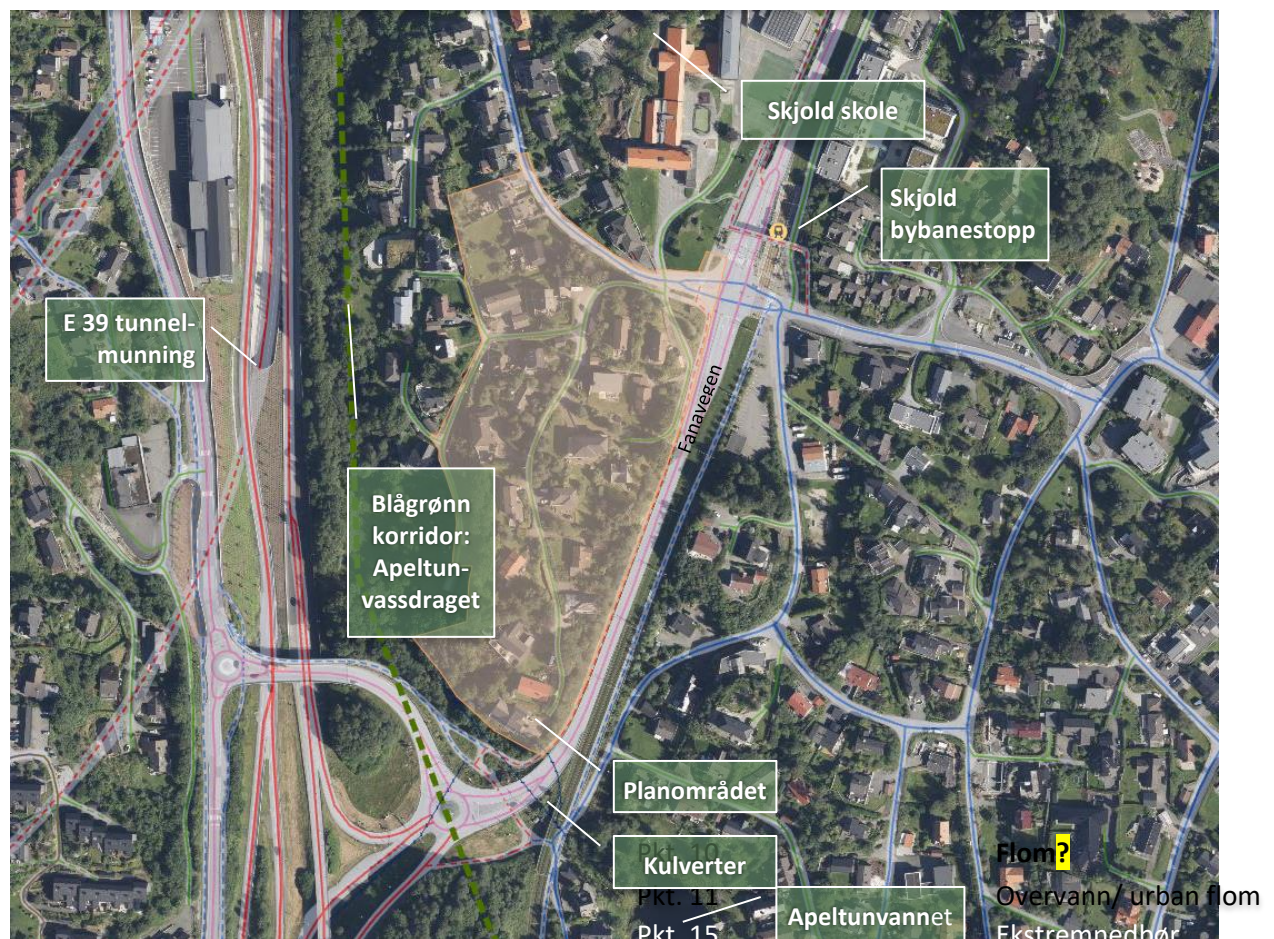 Skjold skole
Skjold
bybanestopp
E 39 tunnel-
munning
Fanavegen
Blågrønn
korridor:
Apeltun-
vassdraget
Planområdet
Kulverter
Pkt. 10
Pkt. 11
Pkt. 15
Apeltunvannet
Flom?
Overvann/ urban flom
Ekstremnedbør